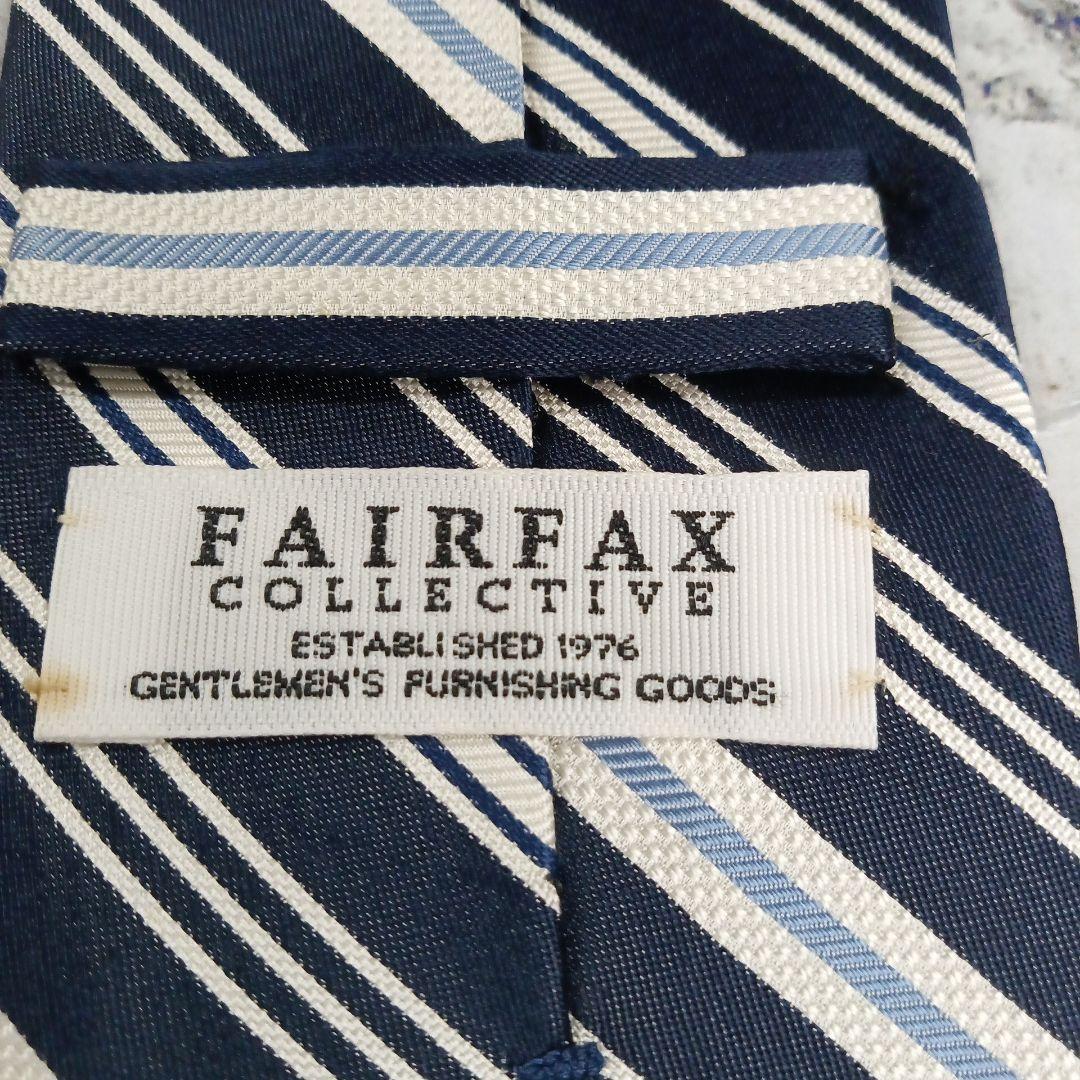 FAIRFAX
COLLECTIVE
ESTABLISHED 1976
GENTLEMEN'S FURNISHING GOODS